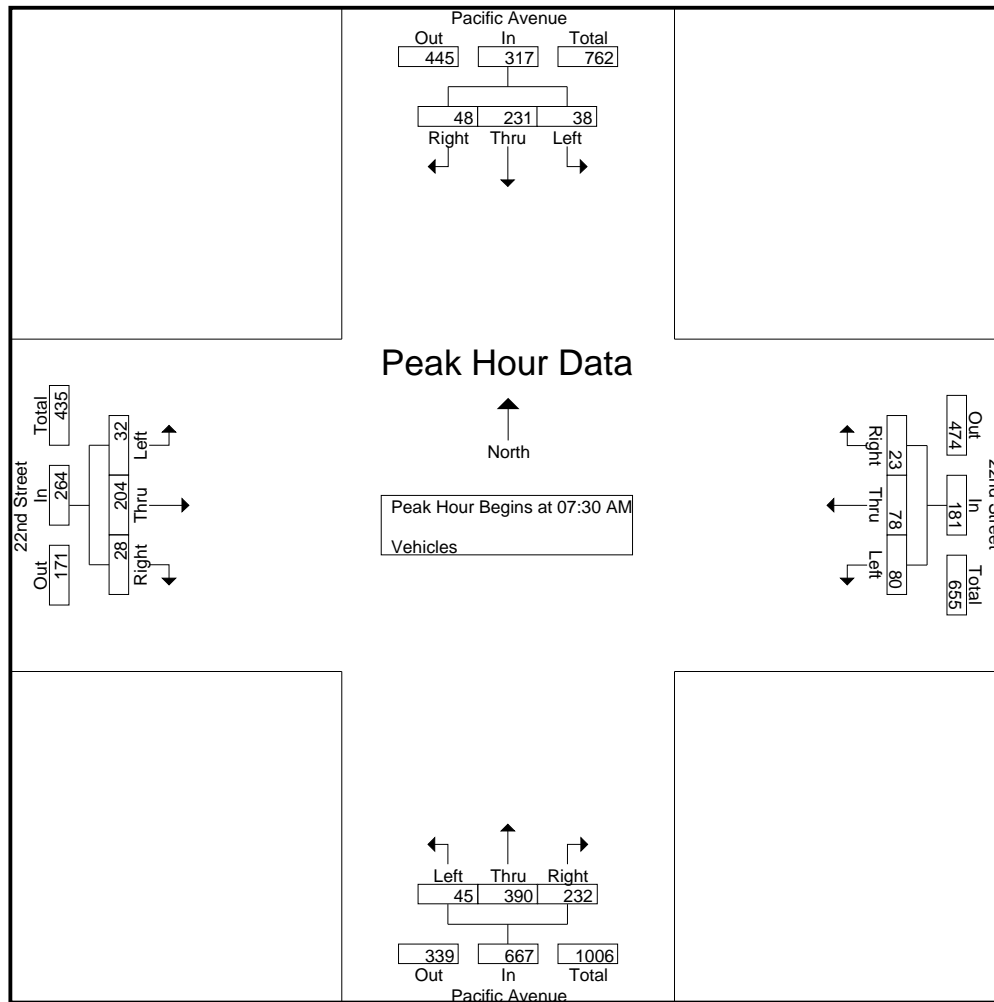 Pacific Avenue
Out In Total
445 317 762
48 231 38
Right Thru Left
Peak Hour Data
North
Peak Hour Begins at 07:30 AM
Vehicles
22nd Street
Total In Out
435 264 171
32 204 28
Left Thru Right
22nd Street
Out In Total
474 181 655
23 78 80
Right Thru Left
Left Thru Right
45 390 232
339 667 1006
Out In Total
Pacific Avenue